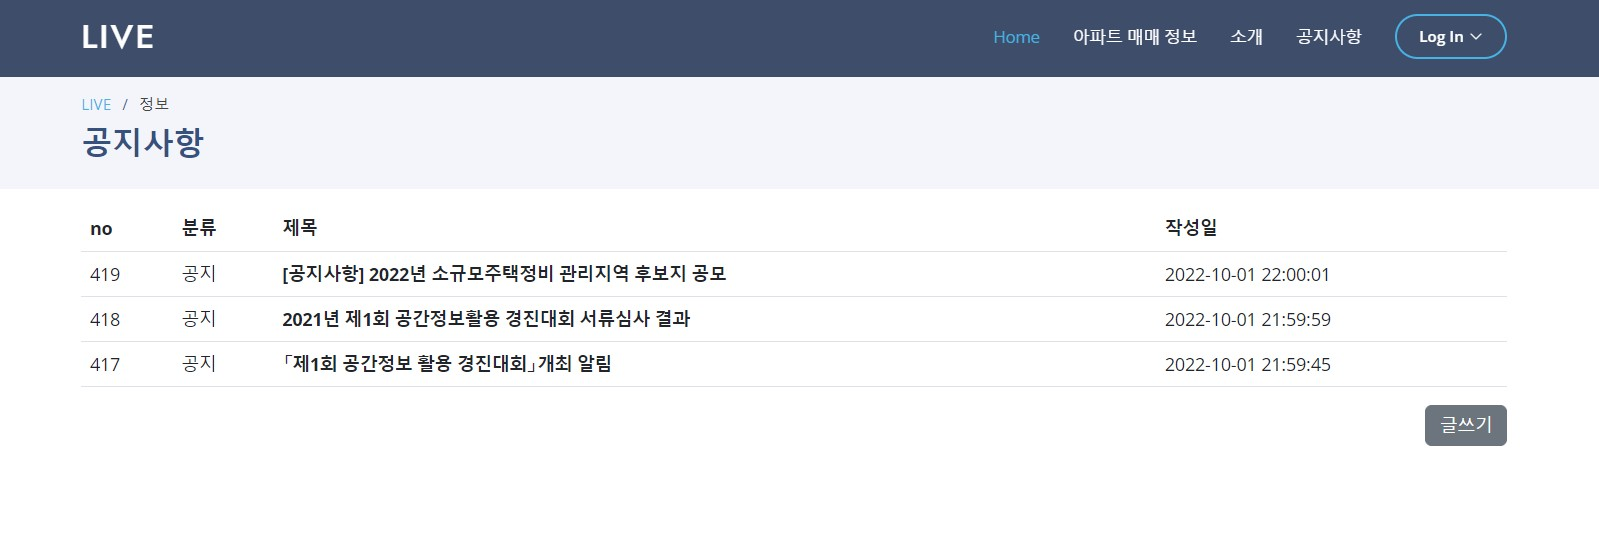 LIVE Home 아파트 매매 정보 소개 공지사항 Log In
LIVE / 정보
공지사항
no 분류 제목 작성일
419 공지 [공지사항] 2022년 소규모주택정비 관리지역 후보지 공모 2022-10-01 22:00:01
418 공지 2021년 제1회 공간정보활용 경진대회 서류심사 결과 2022-10-01 21:59:59
417 공지 「제1회 공간정보 활용 경진대회」개최 알림 2022-10-01 21:59:45
글쓰기